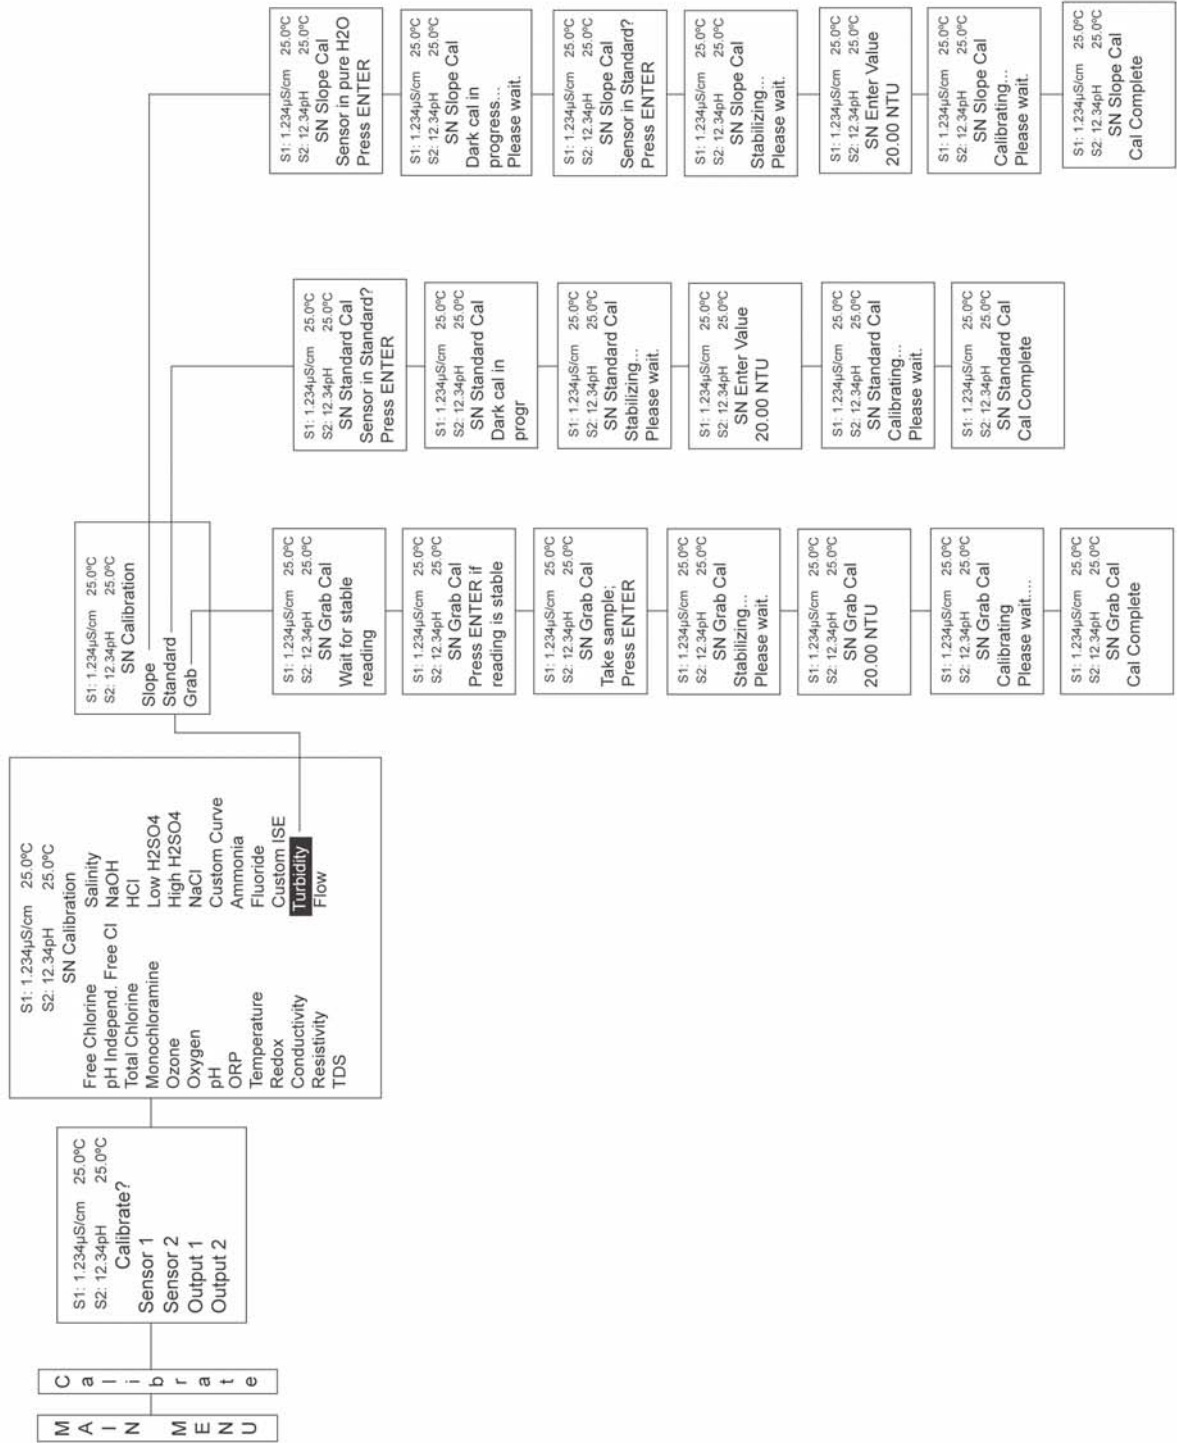 MAIN MENU
Calibrate
S1: 1.234µS/cm 25.0ºC
S2: 12.34pH 25.0ºC
Calibrate?
Sensor 1
Sensor 2
Output 1
Output 2
S1: 1.234µS/cm 25.0ºC
S2: 12.34pH 25.0ºC
SN Calibration
Free Chlorine Salinity
pH Independ. Free Cl NaOH
Total Chlorine HCl
Monochloramine Low H2SO4
Ozone High H2SO4
Oxygen NaCl
pH Custom Curve
ORP Ammonia
Temperature Fluoride
Redox Custom ISE
Conductivity Turbidity
Resistivity Flow
TDS
S1: 1.234µS/cm 25.0ºC
S2: 12.34pH 25.0ºC
SN Calibration
Slope
Standard
Grab
S1: 1.234µS/cm 25.0ºC
S2: 12.34pH 25.0ºC
SN Slope Cal
Sensor in pure H2O
Press ENTER
S1: 1.234µS/cm 25.0ºC
S2: 12.34pH 25.0ºC
SN Slope Cal
Dark cal in
progress...
Please wait.
S1: 1.234µS/cm 25.0ºC
S2: 12.34pH 25.0ºC
SN Slope Cal
Sensor in Standard?
Press ENTER
S1: 1.234µS/cm 25.0ºC
S2: 12.34pH 25.0ºC
SN Slope Cal
Stabilizing...
Please wait.
S1: 1.234µS/cm 25.0ºC
S2: 12.34pH 25.0ºC
SN Enter Value
20.00 NTU
S1: 1.234µS/cm 25.0ºC
S2: 12.34pH 25.0ºC
SN Slope Cal
Calibrating...
Please wait.
S1: 1.234µS/cm 25.0ºC
S2: 12.34pH 25.0ºC
SN Slope Cal
Cal Complete
S1: 1.234µS/cm 25.0ºC
S2: 12.34pH 25.0ºC
SN Standard Cal
Sensor in Standard?
Press ENTER
S1: 1.234µS/cm 25.0ºC
S2: 12.34pH 25.0ºC
SN Standard Cal
Dark cal in
progr
S1: 1.234µS/cm 25.0ºC
S2: 12.34pH 25.0ºC
SN Standard Cal
Stabilizing...
Please wait.
S1: 1.234µS/cm 25.0ºC
S2: 12.34pH 25.0ºC
SN Enter Value
20.00 NTU
S1: 1.234µS/cm 25.0ºC
S2: 12.34pH 25.0ºC
SN Standard Cal
Calibrating...
Please wait.
S1: 1.234µS/cm 25.0ºC
S2: 12.34pH 25.0ºC
SN Standard Cal
Cal Complete
S1: 1.234µS/cm 25.0ºC
S2: 12.34pH 25.0ºC
SN Grab Cal
Wait for stable
reading
S1: 1.234µS/cm 25.0ºC
S2: 12.34pH 25.0ºC
SN Grab Cal
Press ENTER if
reading is stable
S1: 1.234µS/cm 25.0ºC
S2: 12.34pH 25.0ºC
SN Grab Cal
Take sample;
Press ENTER
S1: 1.234µS/cm 25.0ºC
S2: 12.34pH 25.0ºC
SN Grab Cal
Stabilizing...
Please wait.
S1: 1.234µS/cm 25.0ºC
S2: 12.34pH 25.0ºC
SN Grab Cal
20.00 NTU
S1: 1.234µS/cm 25.0ºC
S2: 12.34pH 25.0ºC
SN Grab Cal
Calibrating
Please wait....
S1: 1.234µS/cm 25.0ºC
S2: 12.34pH 25.0ºC
SN Grab Cal
Cal Complete